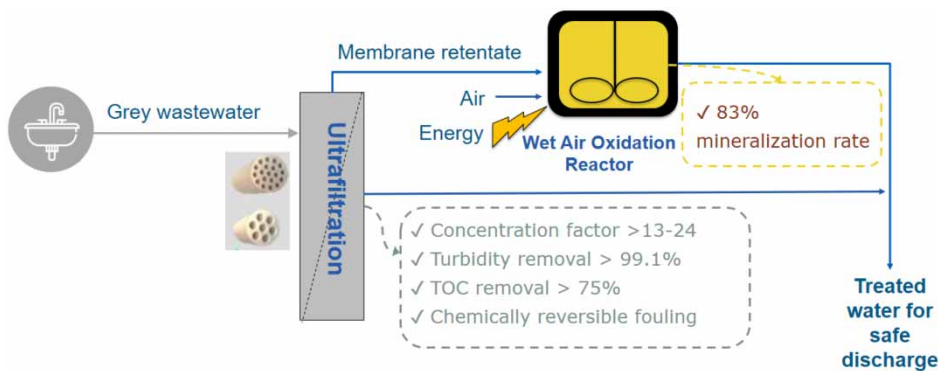 Membrane retentate
Grey wastewater
Air
Energy
Ultrafiltration
Wet Air Oxidation
Reactor
✓ 83%
mineralization rate
✓ Concentration factor >13-24
✓ Turbidity removal > 99.1%
✓ TOC removal > 75%
✓ Chemically reversible fouling
Treated
water for
safe
discharge